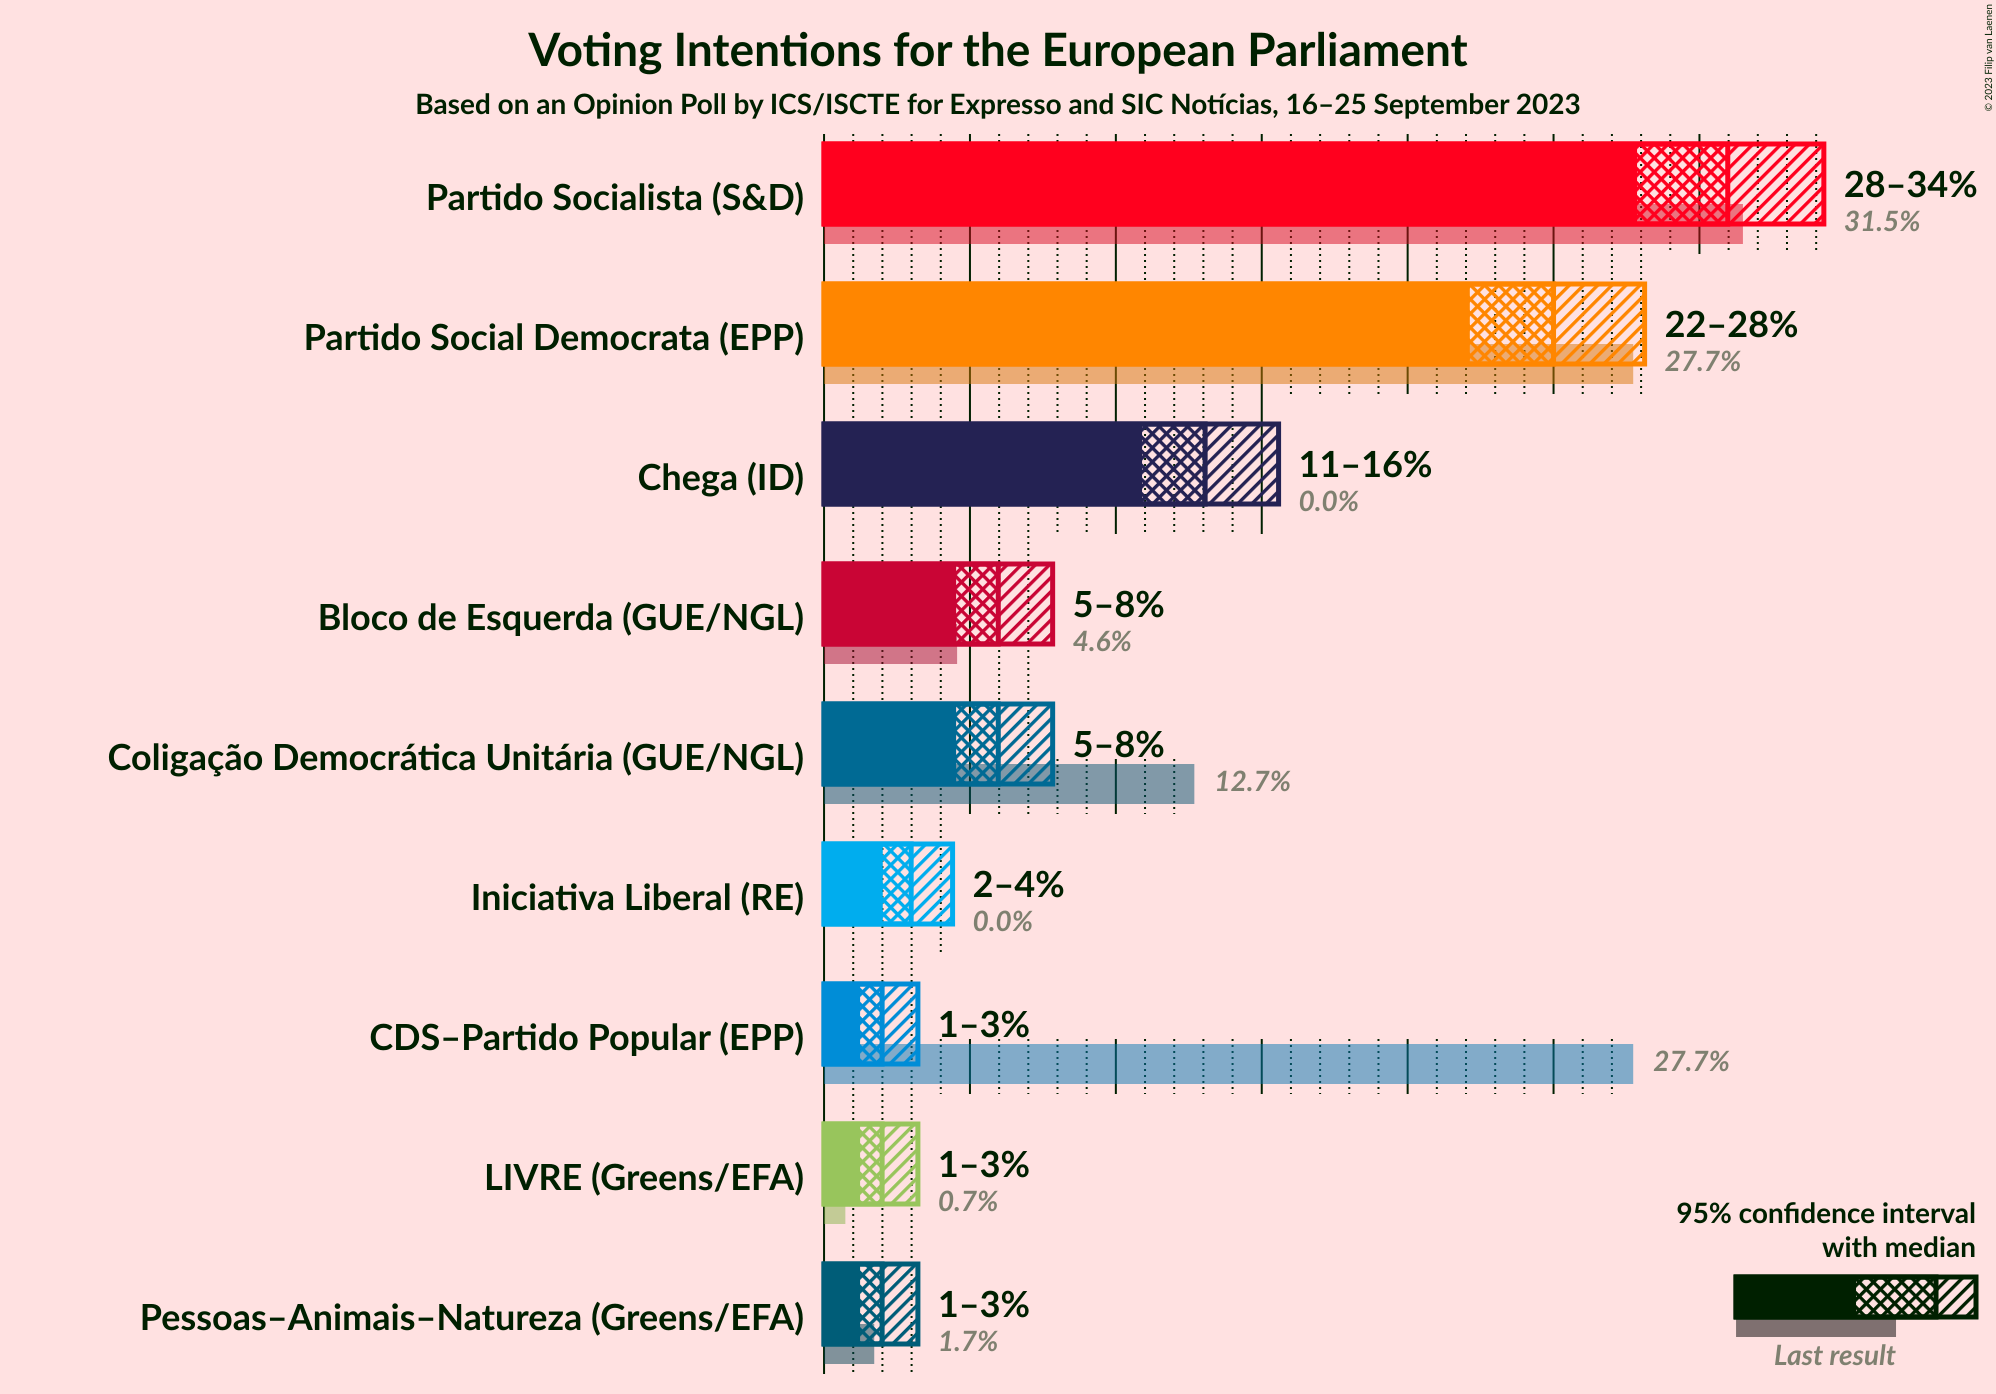 Voting Intentions for the European Parliament
Based on an Opinion Poll by ICS/ISCTE for Expresso and SIC Notícias, 16–25 September 2023
© 2023 Filip van Laenen
Partido Socialista (S&D)
28–34%
31.5%
Partido Social Democrata (EPP)
22–28%
27.7%
Chega (ID)
11–16%
0.0%
Bloco de Esquerda (GUE/NGL)
5–8%
4.6%
Coligação Democrática Unitária (GUE/NGL)
5–8%
12.7%
Iniciativa Liberal (RE)
2–4%
0.0%
CDS–Partido Popular (EPP)
1–3%
27.7%
LIVRE (Greens/EFA)
1–3%
0.7%
Pessoas–Animais–Natureza (Greens/EFA)
1–3%
1.7%
95% confidence interval
with median
Last result